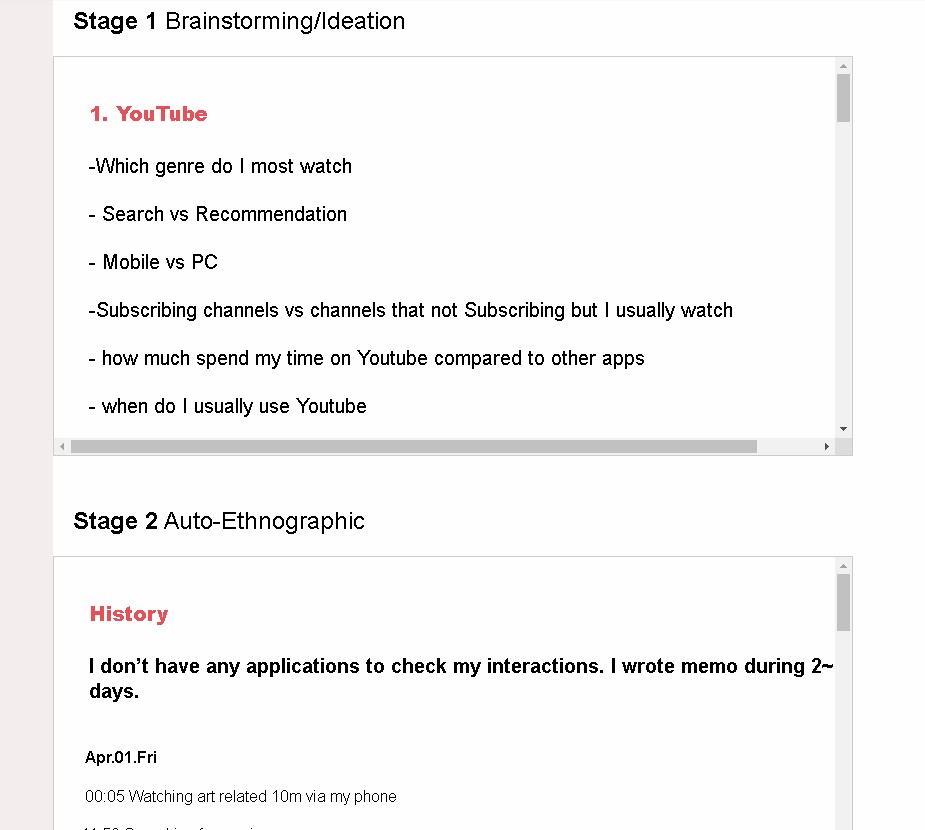 Stage 1 Brainstorming/Ideation
1. YouTube
-Which genre do I most watch
- Search vs Recommendation
- Mobile vs PC
-Subscribing channels vs channels that not Subscribing but I usually watch
- how much spend my time on Youtube compared to other apps
- when do I usually use Youtube
Stage 2 Auto-Ethnographic
History
I don’t have any applications to check my interactions. I wrote memo during 2~
days.
Apr.01.Fri
00:05 Watching art related 10m via my phone